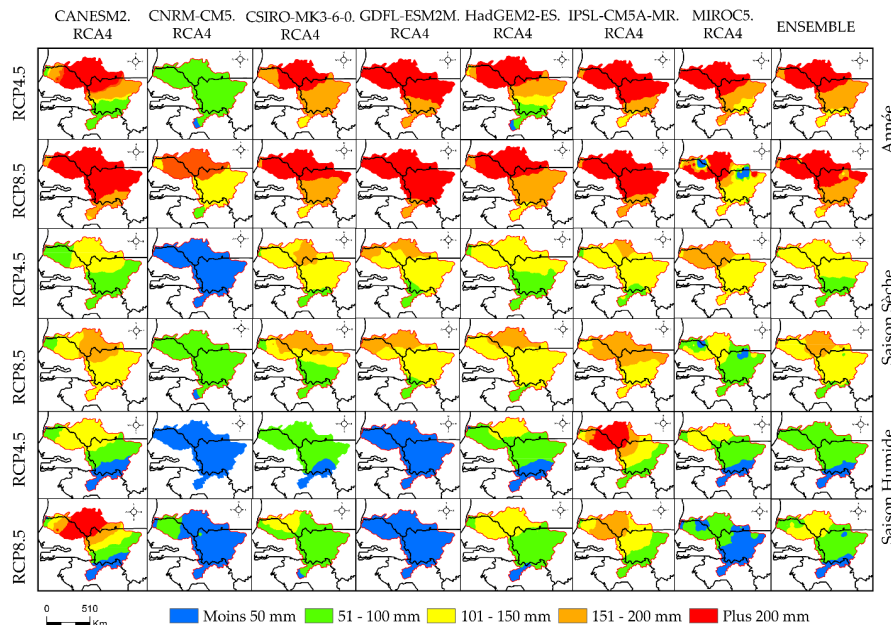 CANESM2. RCA4
CNRM-CM5. RCA4
CSIRO-MK3-6-0. RCA4
GDFL-ESM2M. RCA4
HadGEM2-ES. RCA4
IPSL-CM5A-MR. RCA4
MIROC5. RCA4
ENSEMBLE
RCP4.5
RCP8.5
Année
RCP4.5
RCP8.5
Saison Sèche
RCP4.5
RCP8.5
Saison Humide
0 510
Km
Moins 50 mm
51 - 100 mm
101 - 150 mm
151 - 200 mm
Plus 200 mm